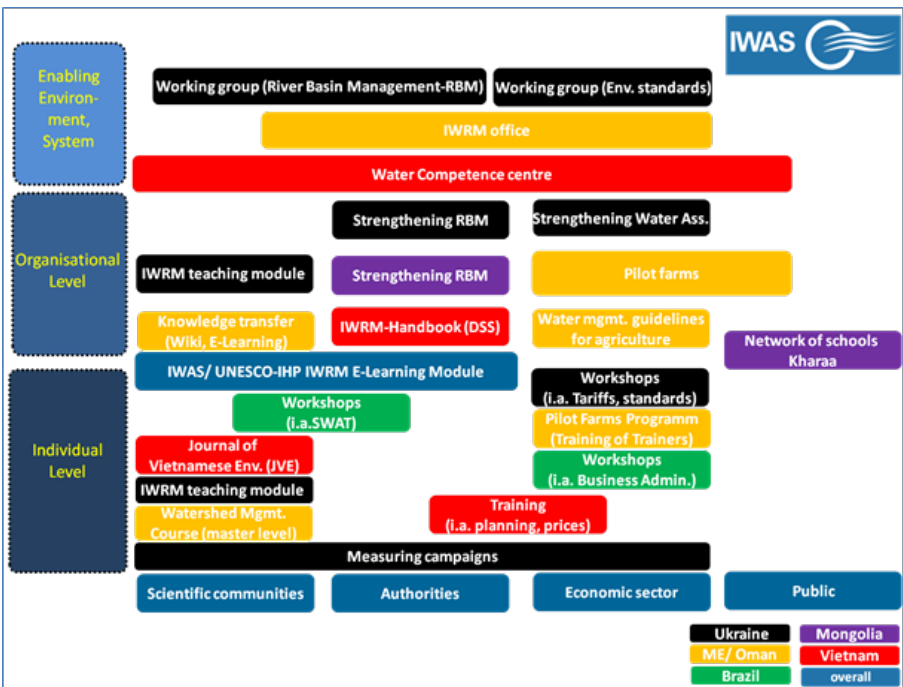 IWAS
Enabling
Environ-
ment,
System
Working group (River Basin Management-RBM)
Working group (Env. standards)
IWRM office
Water Competence centre
Organisational
Level
Strengthening RBM
Strengthening Water Ass.
IWRM teaching module
Strengthening RBM
Pilot farms
Knowledge transfer
(Wiki, E-Learning)
IWRM-Handbook (DSS)
Water mgmt. guidelines
for agriculture
Network of schools
Kharaa
Individual
Level
IWAS/ UNESCO-IHP IWRM E-Learning Module
Workshops
(i.a. Tariffs, standards)
Workshops
(i.a.SWAT)
Pilot Farms Programm
(Training of Trainers)
Journal of
Vietnamese Env. (JVE)
Workshops
(i.a. Business Admin.)
IWRM teaching module
Training
(i.a. planning, prices)
Watershed Mgmt.
Course (master level)
Measuring campaigns
Scientific communities
Authorities
Economic sector
Public
Ukraine
Mongolia
ME/ Oman
Vietnam
Brazil
overall